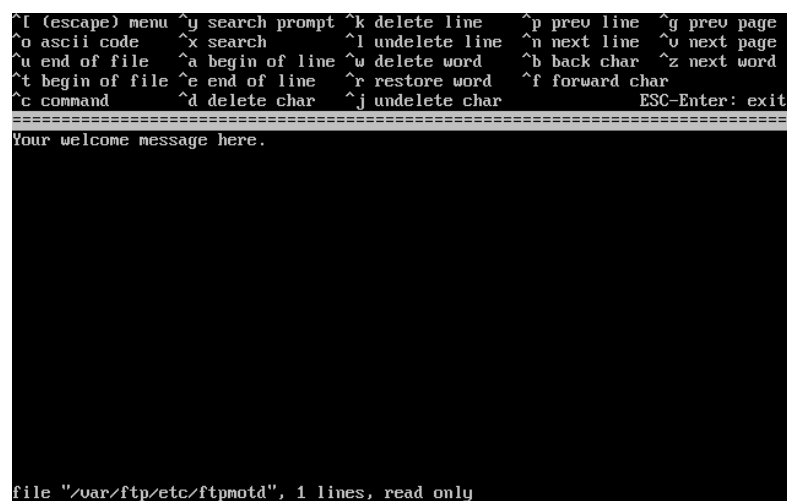 ^[ (escape) menu ^y search prompt ^k delete line ^p prev line ^g prev page
^o ascii code ^x search ^l undelete line ^n next line ^v next page
^u end of file ^a begin of line ^w delete word ^b back char ^z next word
^t begin of file ^e end of line ^r restore word ^f forward char
^c command ^d delete char ^j undelete char ESC-Enter: exit
Your welcome message here.
file "/var/ftp/etc/ftpmotd", 1 lines, read only